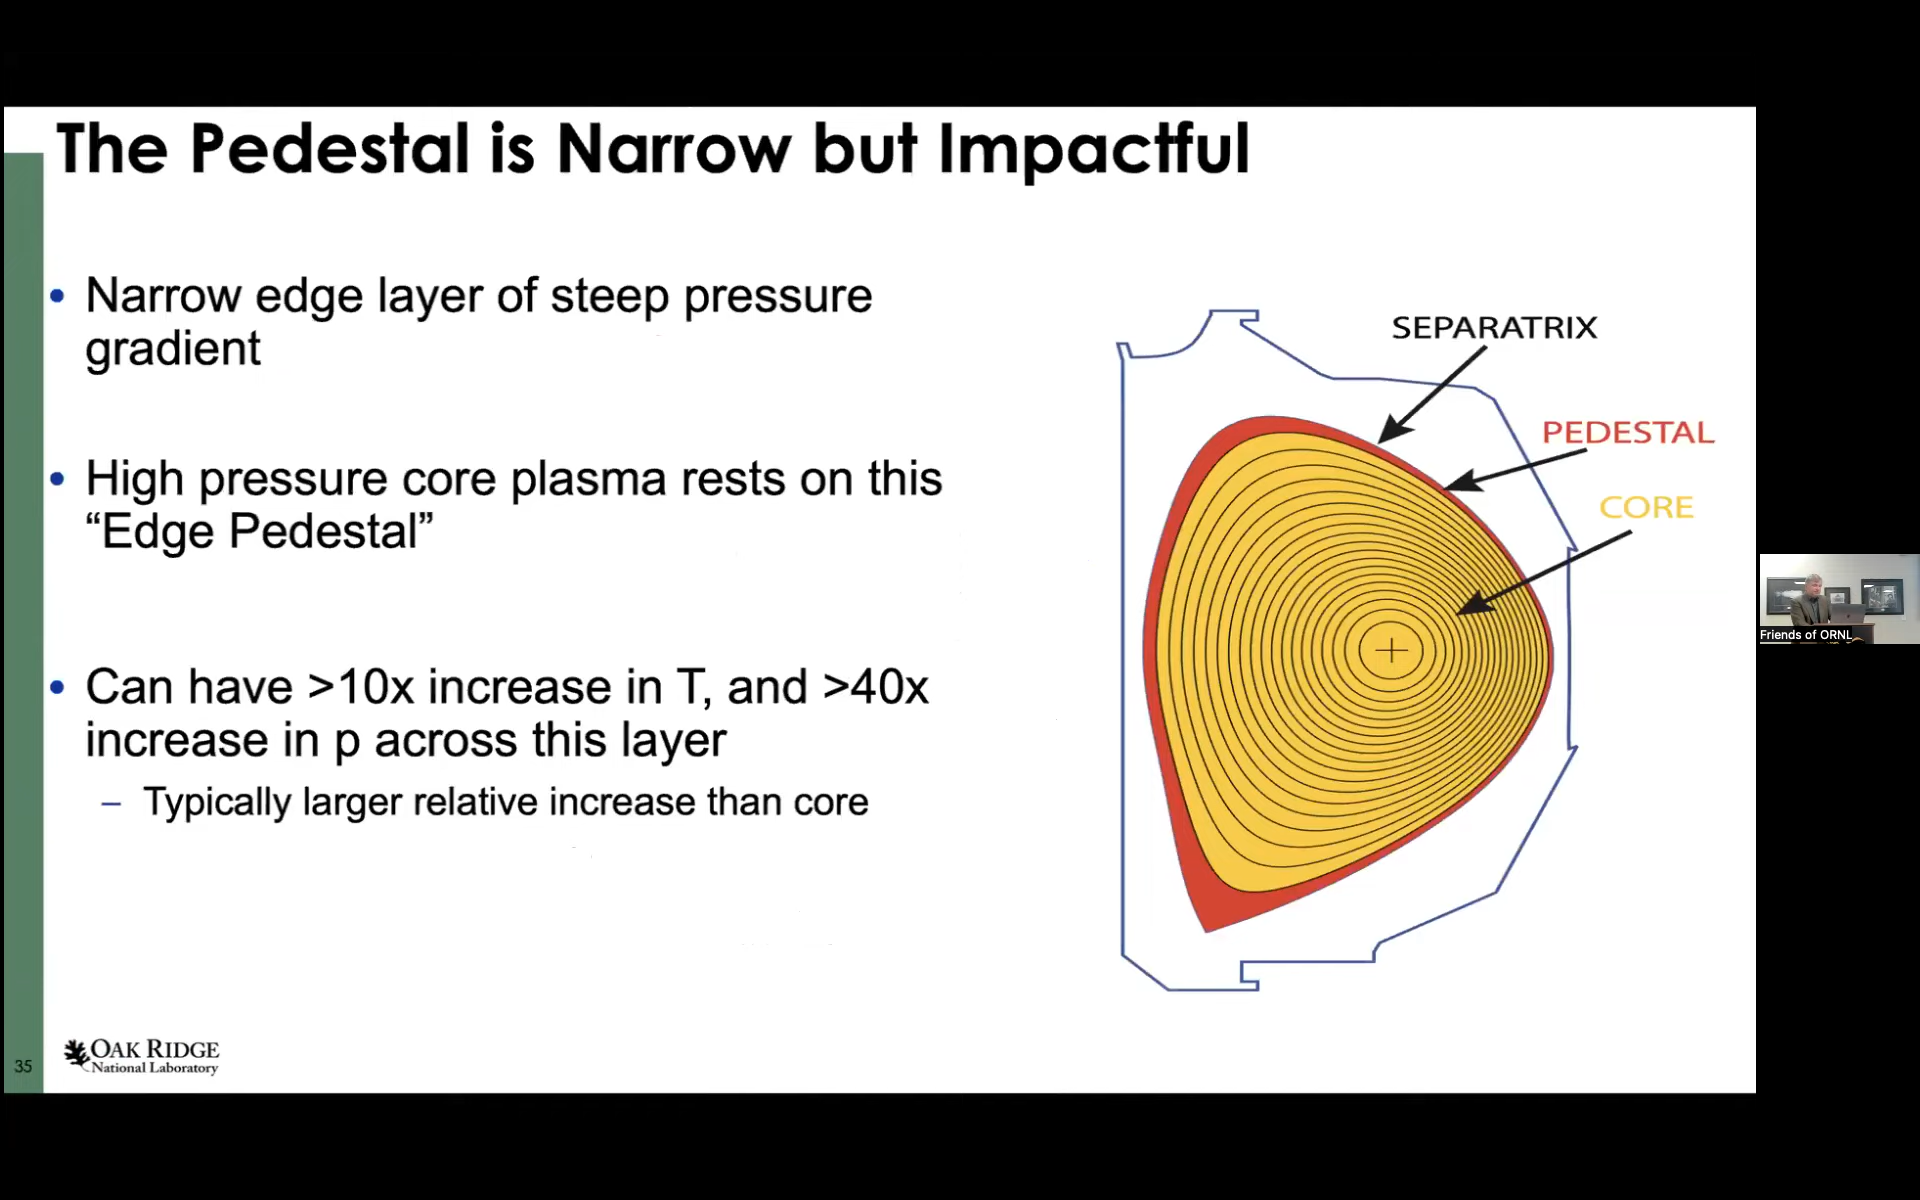 The Pedestal is Narrow but Impactful
• Narrow edge layer of steep pressure
gradient
• High pressure core plasma rests on this
“Edge Pedestal”
• Can have >10x increase in T, and >40x
increase in p across this layer
– Typically larger relative increase than core
SEPARATRIX
PEDESTAL
CORE
Friends of ORNL
35
OAK RIDGE
National Laboratory